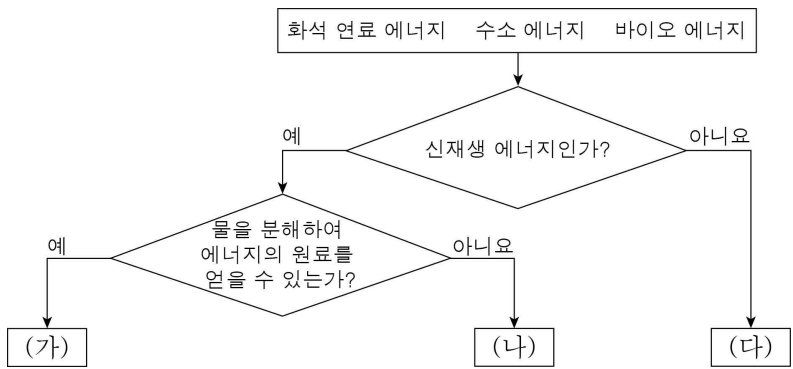 화석 연료 에너지 수소 에너지 바이오 에너지
예
신재생 에너지인가?
아니요
예
물을 분해하여
에너지의 원료를
얻을 수 있는가?
아니요
(가)
(나)
(다)